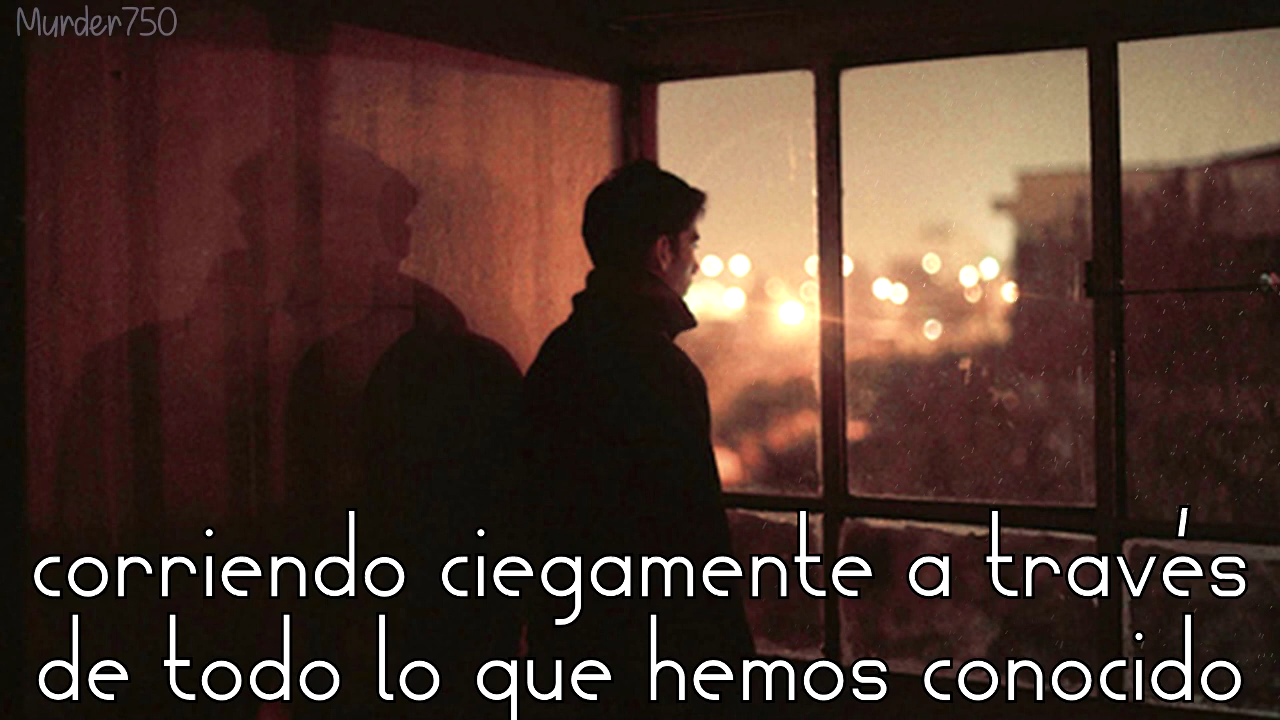 Murder750
corriendo ciegamente a través
de todo lo que hemos conocido